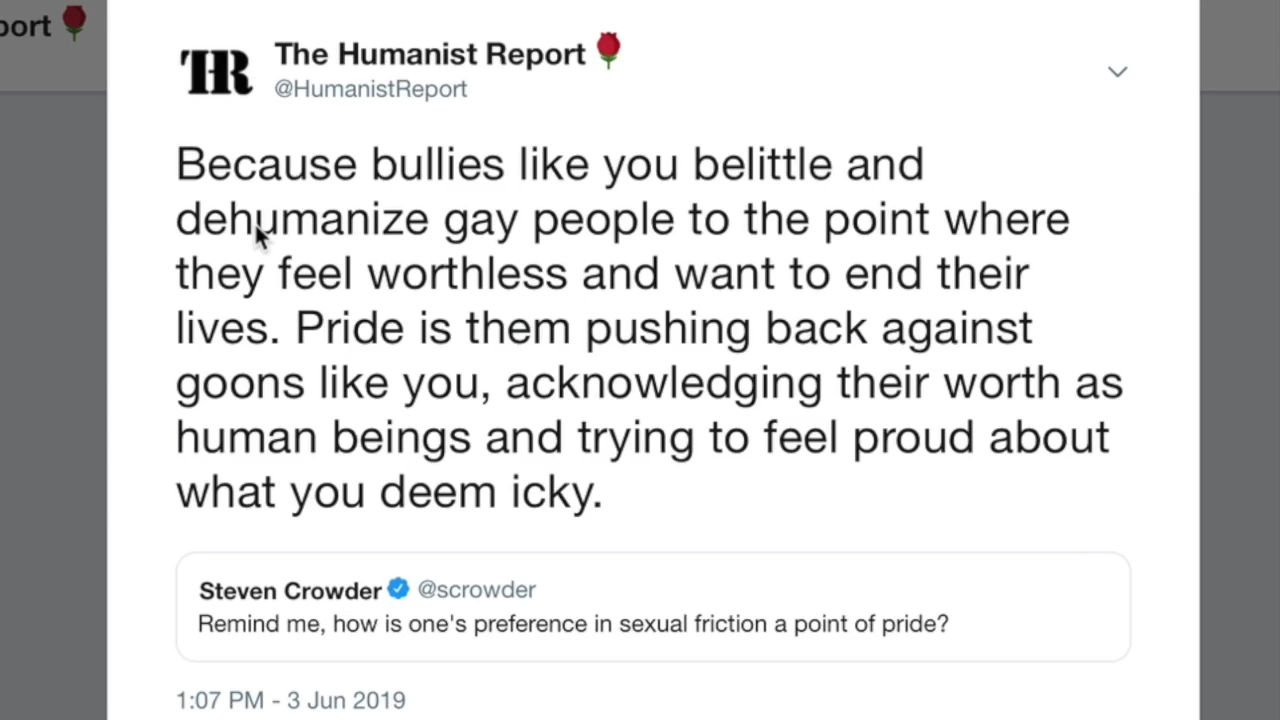 port
THR
The Humanist Report
@HumanistReport
Because bullies like you belittle and
dehumanize gay people to the point where
they feel worthless and want to end their
lives. Pride is them pushing back against
goons like you, acknowledging their worth as
human beings and trying to feel proud about
what you deem icky.
Steven Crowder @scrowder
Remind me, how is one's preference in sexual friction a point of pride?
1:07 PM - 3 Jun 2019